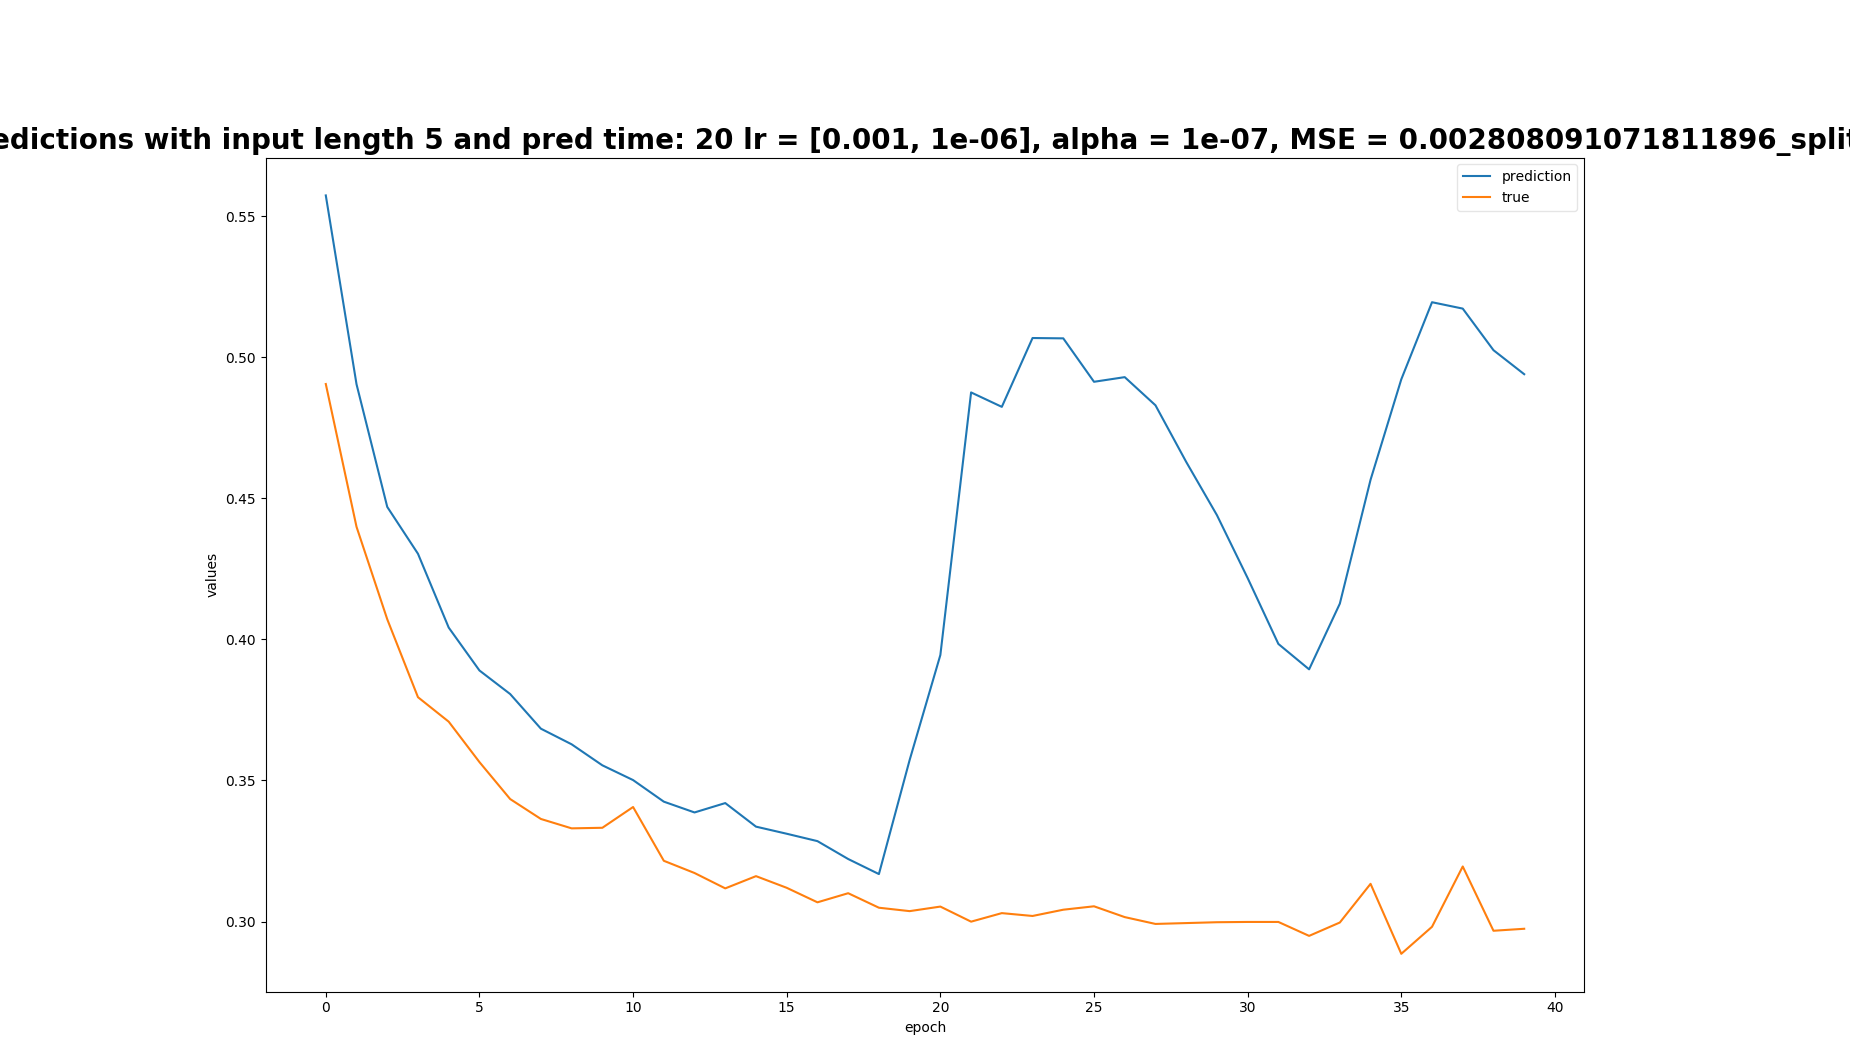 edictions with input length 5 and pred time: 20 lr = [0.001, 1e-06], alpha = 1e-07, MSE = 0.002808091071811896_split
prediction
true
0.55
0.50
0.45
0.40
0.35
0.30
values
0 5 10 15 20 25 30 35 40
epoch